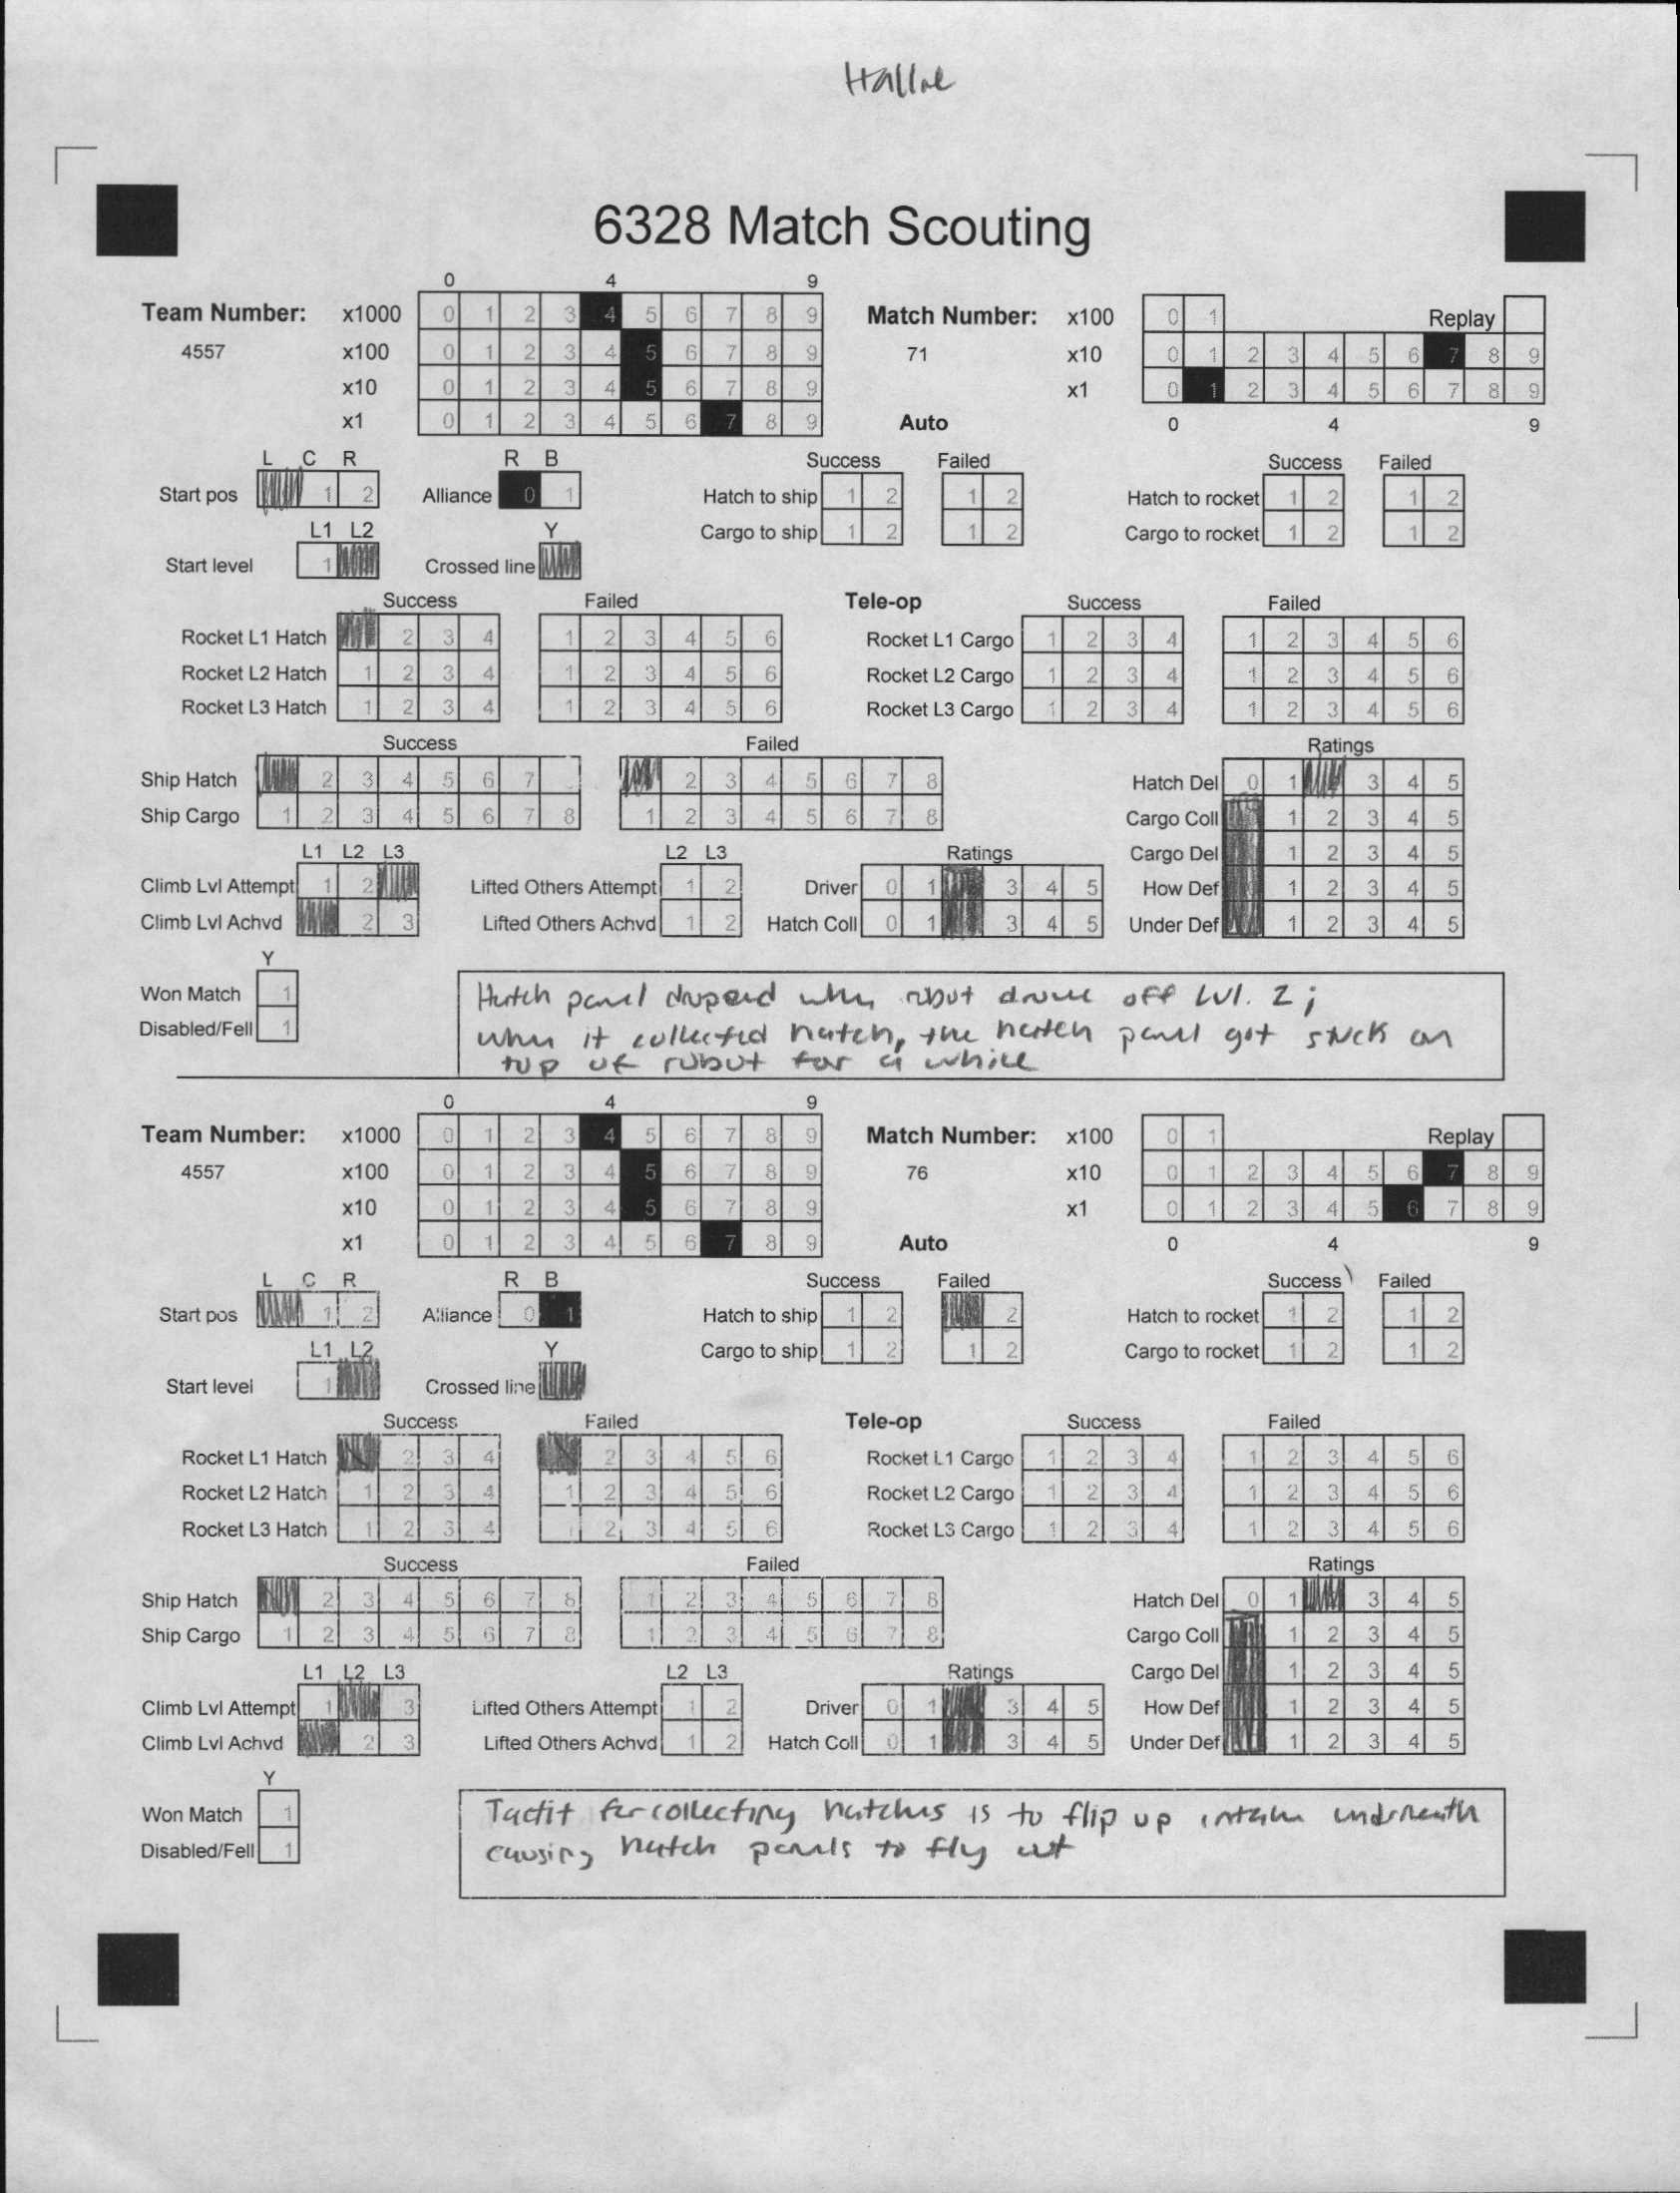 Hallie
6328 Match Scouting
0 4 9
Team Number: x1000 0 1 2 3 4 5 6 7 8 9 Match Number: x100 0 1 Replay
4557 x100 0 1 2 3 4 5 6 7 8 9 71 x10 0 1 2 3 4 5 6 7 8 9
x10 0 1 2 3 4 5 6 7 8 9 x1 0 1 2 3 4 5 6 7 8 9
x1 0 1 2 3 4 5 6 7 8 9 Auto 0 4 9
L C R R B Success Failed Success Failed
Start pos 1 2 Alliance 0 1 Hatch to ship 1 2 1 2 Hatch to rocket 1 2 1 2
L1 L2 Y Cargo to ship 1 2 1 2 Cargo to rocket 1 2 1 2
Start level 1 Crossed line
Success Failed Tele-op Success Failed
Rocket L1 Hatch 2 3 4 1 2 3 4 5 6 Rocket L1 Cargo 1 2 3 4 1 2 3 4 5 6
Rocket L2 Hatch 1 2 3 4 1 2 3 4 5 6 Rocket L2 Cargo 1 2 3 4 1 2 3 4 5 6
Rocket L3 Hatch 1 2 3 4 1 2 3 4 5 6 Rocket L3 Cargo 1 2 3 4 1 2 3 4 5 6
Success Failed Ratings
Ship Hatch 2 3 4 5 6 7 2 3 4 5 6 7 8 Hatch Del 0 1 3 4 5
Ship Cargo 1 2 3 4 5 6 7 8 1 2 3 4 5 6 7 8 Cargo Coll 1 2 3 4 5
L1 L2 L3 L2 L3 Ratings Cargo Del 1 2 3 4 5
Climb Lvl Attempt 1 2 Lifted Others Attempt 1 2 Driver 0 1 3 4 5 How Def 1 2 3 4 5
Climb Lvl Achvd 2 3 Lifted Others Achvd 1 2 Hatch Coll 0 1 3 4 5 Under Def 1 2 3 4 5
Y
Won Match 1
Disabled/Fell 1
Hatch panel dropped when robot drove off lvl. 2;
when it collected hatch, the hatch panel got stuck on
top of robot for a while
0 4 9
Team Number: x1000 0 1 2 3 4 5 6 7 8 9 Match Number: x100 0 1 Replay
4557 x100 0 1 2 3 4 5 6 7 8 9 76 x10 0 1 2 3 4 5 6 7 8 9
x10 0 1 2 3 4 5 6 7 8 9 x1 0 1 2 3 4 5 6 7 8 9
x1 0 1 2 3 4 5 6 7 8 9 Auto 0 4 9
L C R R B Success Failed Success Failed
Start pos 1 2 Alliance 0 1 Hatch to ship 1 2 2 Hatch to rocket 1 2 1 2
L1 L2 Y Cargo to ship 1 2 1 2 Cargo to rocket 1 2 1 2
Start level 1 Crossed line
Success Failed Tele-op Success Failed
Rocket L1 Hatch 2 3 4 2 3 4 5 6 Rocket L1 Cargo 1 2 3 4 1 2 3 4 5 6
Rocket L2 Hatch 1 2 3 4 1 2 3 4 5 6 Rocket L2 Cargo 1 2 3 4 1 2 3 4 5 6
Rocket L3 Hatch 1 2 3 4 1 2 3 4 5 6 Rocket L3 Cargo 1 2 3 4 1 2 3 4 5 6
Success Failed Ratings
Ship Hatch 2 3 4 5 6 7 8 1 2 3 4 5 6 7 8 Hatch Del 0 1 3 4 5
Ship Cargo 1 2 3 4 5 6 7 8 1 2 3 4 5 6 7 8 Cargo Coll 1 2 3 4 5
L1 L2 L3 L2 L3 Ratings Cargo Del 1 2 3 4 5
Climb Lvl Attempt 1 3 Lifted Others Attempt 1 2 Driver 0 1 3 4 5 How Def 1 2 3 4 5
Climb Lvl Achvd 2 3 Lifted Others Achvd 1 2 Hatch Coll 0 1 3 4 5 Under Def 1 2 3 4 5
Y
Won Match 1
Disabled/Fell 1
Tactit for collecting hatches is to flip up intake underneath
causing hatch panels to fly out